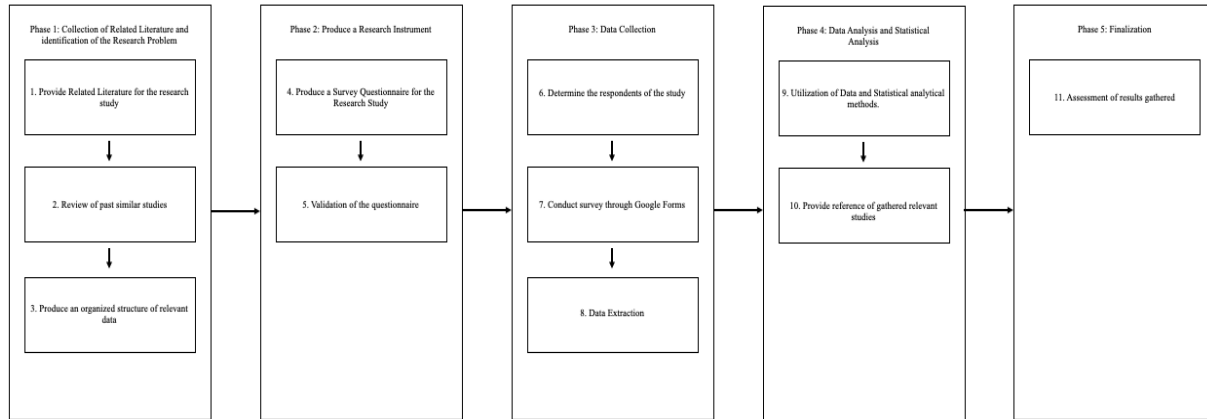 Phase 1: Collection of Related Literature and
identification of the Research Problem
1. Provide Related Literature for the research
study
2. Review of past similar studies
3. Produce an organized structure of relevant
data
Phase 2: Produce a Research Instrument
4. Produce a Survey Questionnaire for the
Research Study
5. Validation of the questionnaire
Phase 3: Data Collection
6. Determine the respondents of the study
7. Conduct survey through Google Forms
8. Data Extraction
Phase 4: Data Analysis and Statistical
Analysis
9. Utilization of Data and Statistical analytical
methods.
10. Provide reference of gathered relevant
studies
Phase 5: Finalization
11. Assessment of results gathered